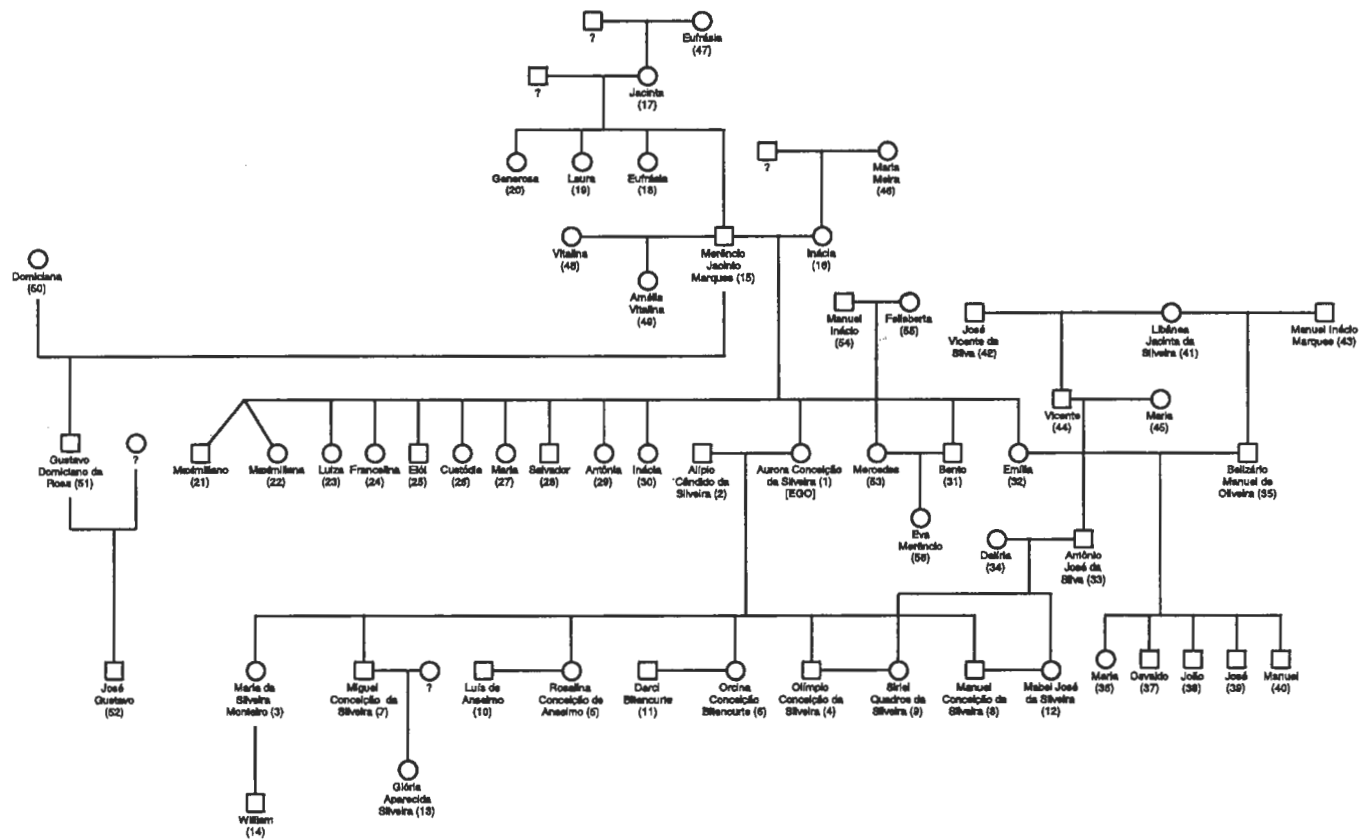 ?
Eufrásia
(47)
?
Jacinta
(17)
Generosa
(20)
Laura
(19)
Eufrásia
(18)
?
Maria
Meira
(46)
Domiciana
(50)
Vitalina
(48)
Merêncio
Jacinto
Marques (15)
Inácia
(16)
Amélia
Vitalina
(49)
Manuel
Inácio
(54)
Felisberta
(55)
José
Vicente da
Silva (42)
Libânea
Jacinta da
Silveira (41)
Manuel Inácio
Marques (43)
Vicente
(44)
Maria
(45)
Gustavo
Domiciano da
Rosa (51)
?
Maximiliano
(21)
Maximiliana
(22)
Luiza
(23)
Francelina
(24)
Elói
(25)
Custódia
(26)
Maria
(27)
Salvador
(28)
Antônia
(29)
Inácia
(30)
Alípio
Cândido da
Silveira (2)
Aurora Conceição
da Silveira (1)
[EGO]
Mercedes
(53)
Bento
(31)
Emília
(32)
Belizário
Manuel de
Oliveira (35)
Eva
Merêncio
(56)
Dalíria
(34)
Antônio
José da
Silva (33)
José
Gustavo
(52)
Maria da
Silveira
Monteiro (3)
Miguel
Conceição da
Silveira (7)
?
Luís de
Anselmo
(10)
Rosalina
Conceição de
Anselmo (5)
Darci
Bitencurte
(11)
Orcina
Conceição
Bitencurte (6)
Olímpio
Conceição da
Silveira (4)
Siriei
Quadros da
Silveira (9)
Manuel
Conceição da
Silveira (8)
Mabel José
da Silveira
(12)
Maria
(36)
Osvaldo
(37)
João
(38)
José
(39)
Manuel
(40)
William
(14)
Glória
Aparecida
Silveira (13)